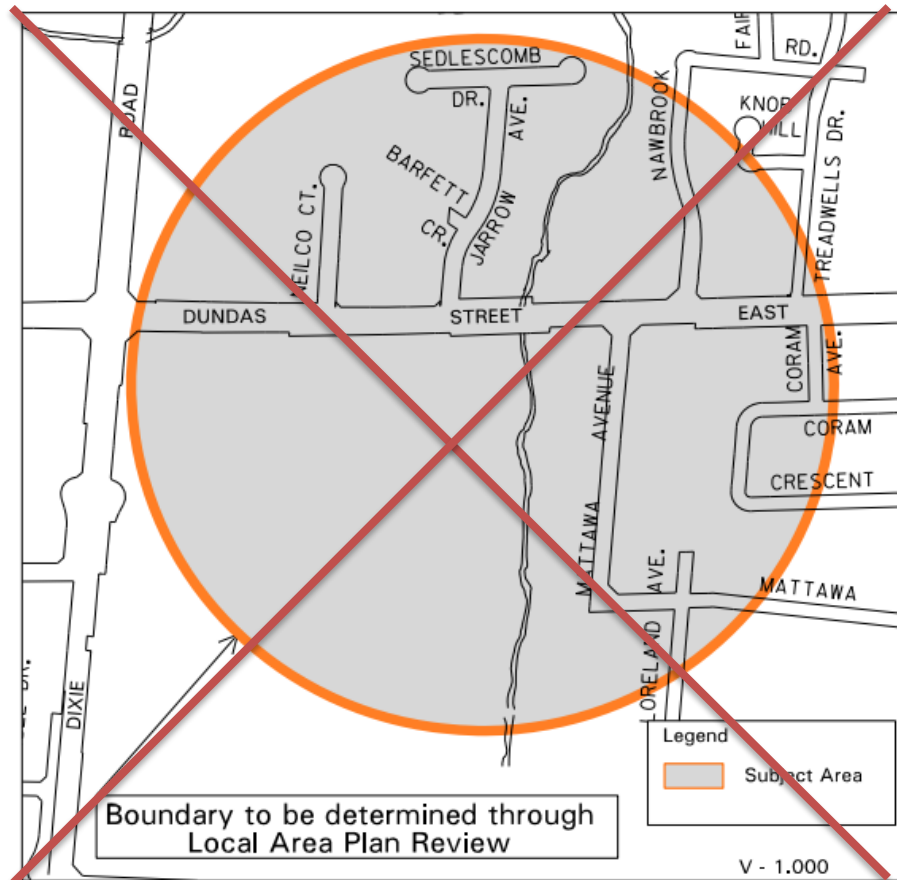 SEDLESCOMB
DR.
AVE.
JARROW
BARFETT
CR.
NEILCO CT.
ROAD
NAWBROOK
FAIR
RD.
KNOB
HILL
TREADWELLS DR.
DUNDAS STREET EAST
CORAM
AVE.
CORAM
CRESCENT
MATTAWA AVENUE
MATTAWA
LORELAND AVE.
DIXIE
DR.
Legend
Subject Area
Boundary to be determined through
Local Area Plan Review
V - 1.000